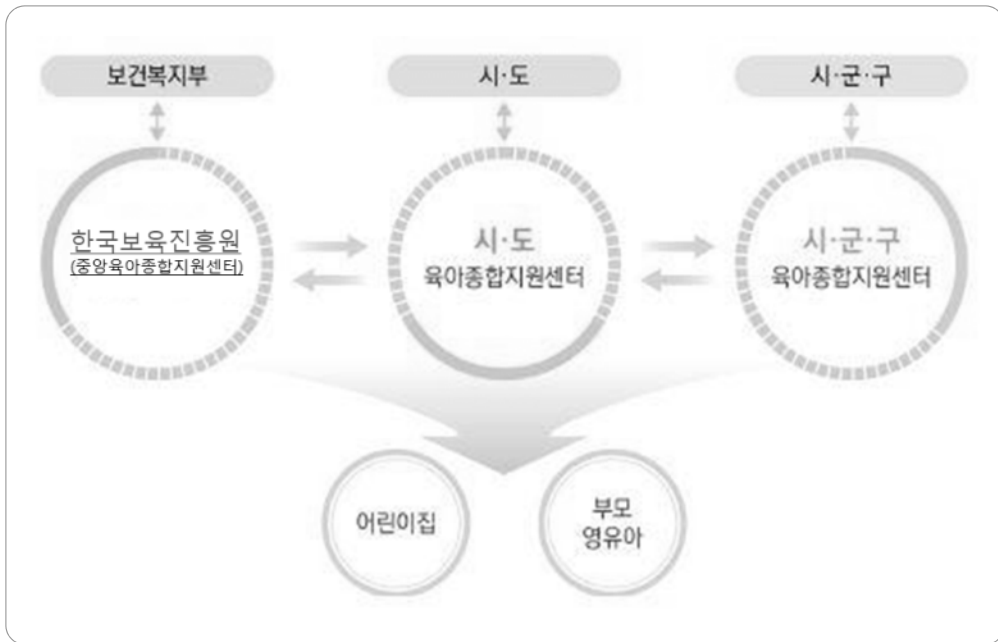 보건복지부
시·도
시·군·구
한국보육진흥원
(중앙육아종합지원센터)
시·도
육아종합지원센터
시·군·구
육아종합지원센터
어린이집
부모
영유아